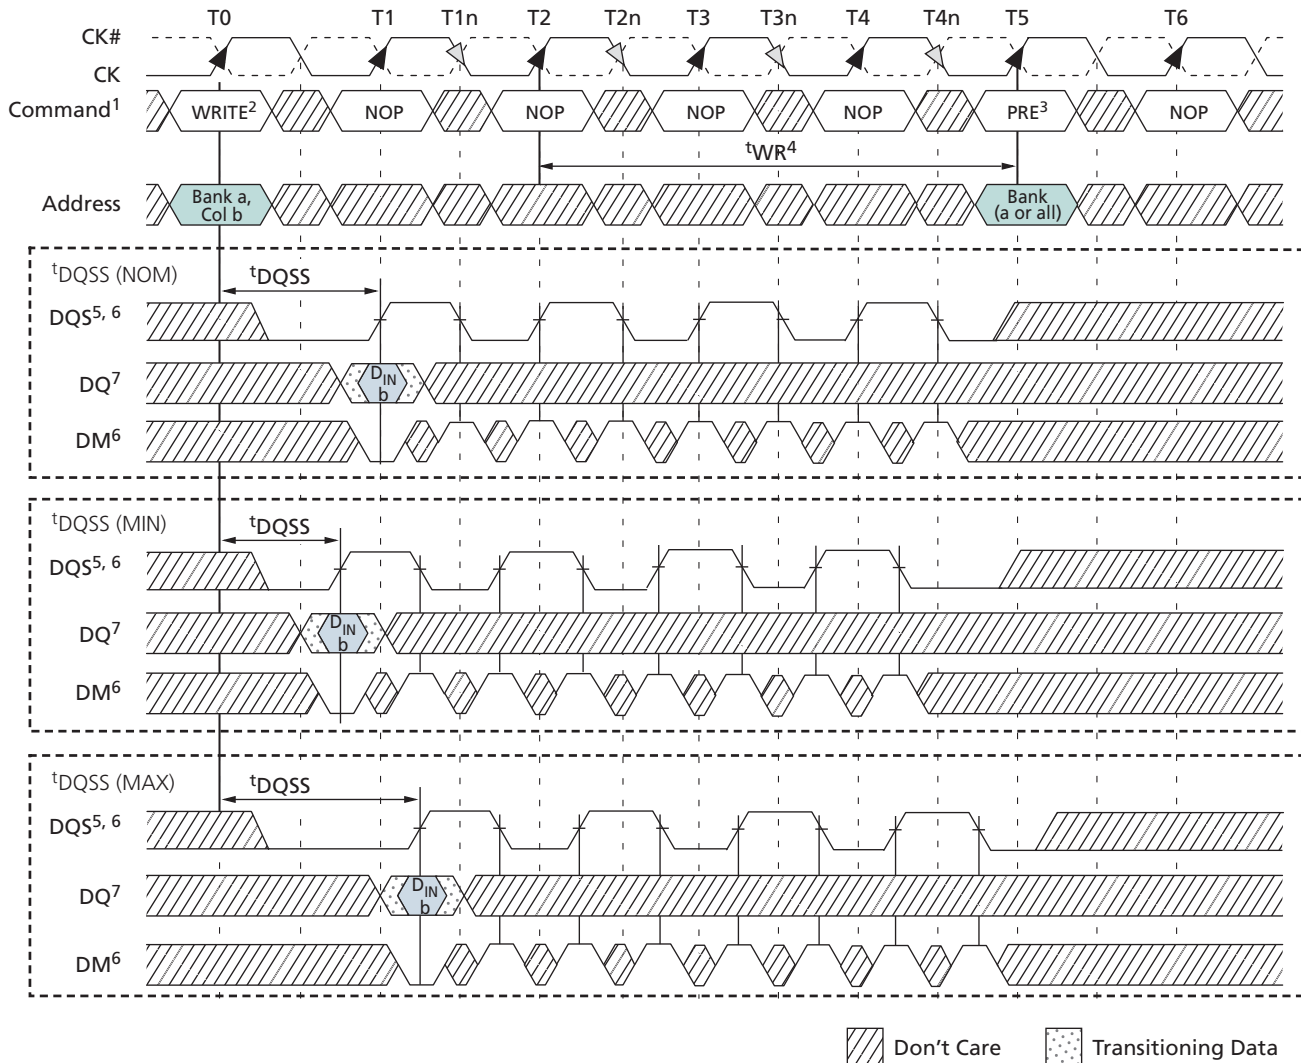 T0 T1 T1n T2 T2n T3 T3n T4 T4n T5 T6
CK#
CK
Command1 WRITE2 NOP NOP NOP NOP PRE3 NOP
tWR4
Address Bank a, Col b Bank (a or all)
tDQSS (NOM) tDQSS
DQS5, 6
DQ7 DIN b
DM6
tDQSS (MIN) tDQSS
DQS5, 6
DQ7 DIN b
DM6
tDQSS (MAX) tDQSS
DQS5, 6
DQ7 DIN b
DM6
Don't Care Transitioning Data